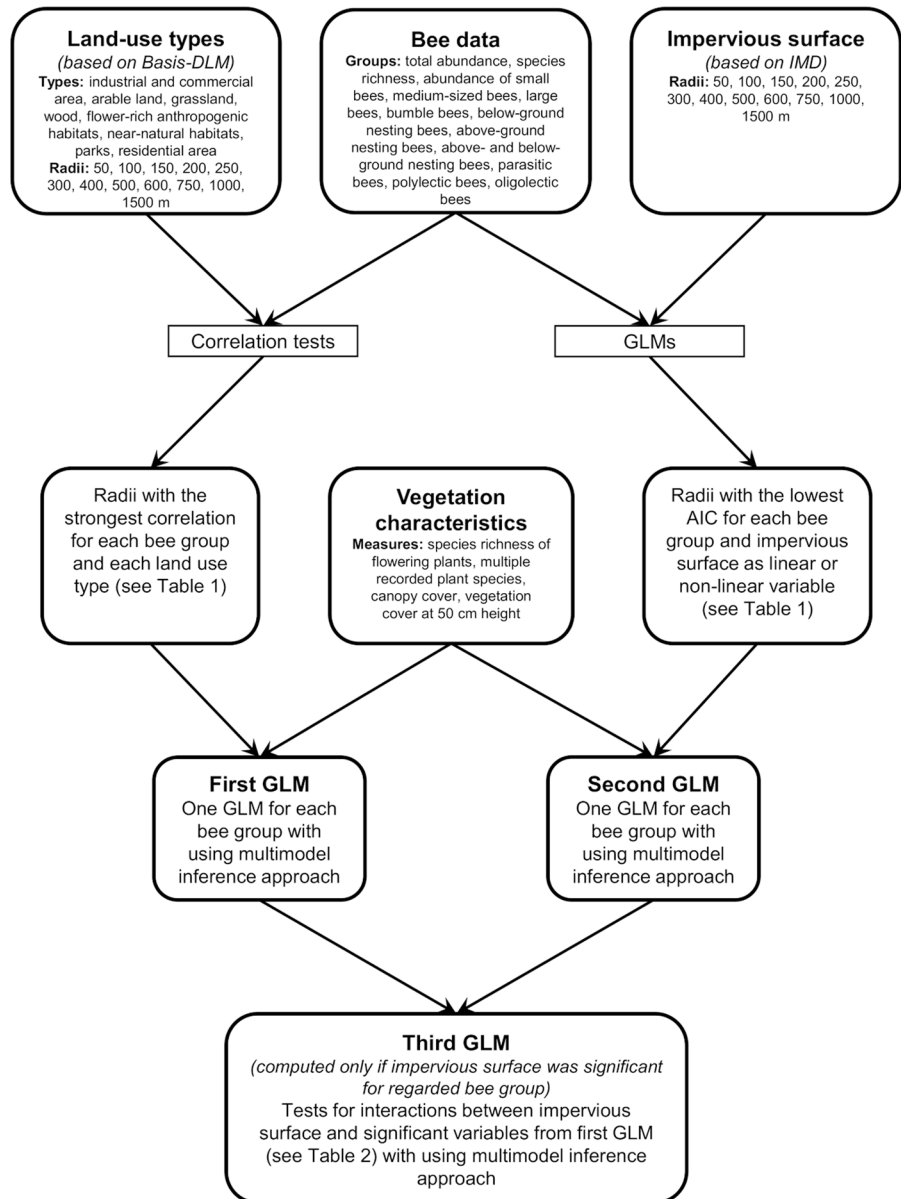 Land-use types
(based on Basis-DLM)
Types: industrial and commercial
area, arable land, grassland,
wood, flower-rich anthropogenic
habitats, near-natural habitats,
parks, residential area
Radii: 50, 100, 150, 200, 250,
300, 400, 500, 600, 750, 1000,
1500 m
Bee data
Groups: total abundance, species
richness, abundance of small
bees, medium-sized bees, large
bees, bumble bees, below-ground
nesting bees, above-ground
nesting bees, above- and below-
ground nesting bees, parasitic
bees, polylectic bees, oligolectic
bees
Impervious surface
(based on IMD)
Radii: 50, 100, 150, 200, 250,
300, 400, 500, 600, 750, 1000,
1500 m
Correlation tests
GLMs
Radii with the
strongest correlation
for each bee group
and each land use
type (see Table 1)
Vegetation
characteristics
Measures: species richness of
flowering plants, multiple
recorded plant species,
canopy cover, vegetation
cover at 50 cm height
Radii with the lowest
AIC for each bee
group and impervious
surface as linear or
non-linear variable
(see Table 1)
First GLM
One GLM for each
bee group with
using multimodel
inference approach
Second GLM
One GLM for each
bee group with
using multimodel
inference approach
Third GLM
(computed only if impervious surface was significant
for regarded bee group)
Tests for interactions between impervious
surface and significant variables from first GLM
(see Table 2) with using multimodel inference
approach